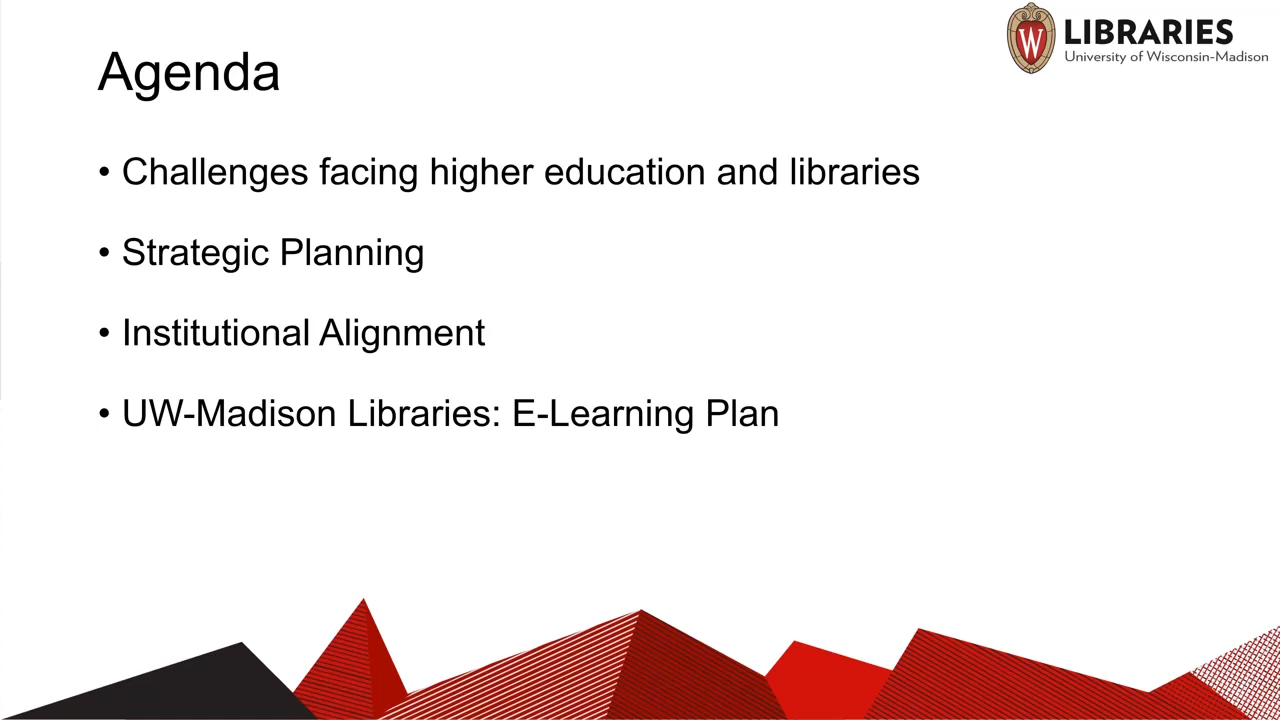 LIBRARIES
University of Wisconsin-Madison
Agenda
• Challenges facing higher education and libraries
• Strategic Planning
• Institutional Alignment
• UW-Madison Libraries: E-Learning Plan